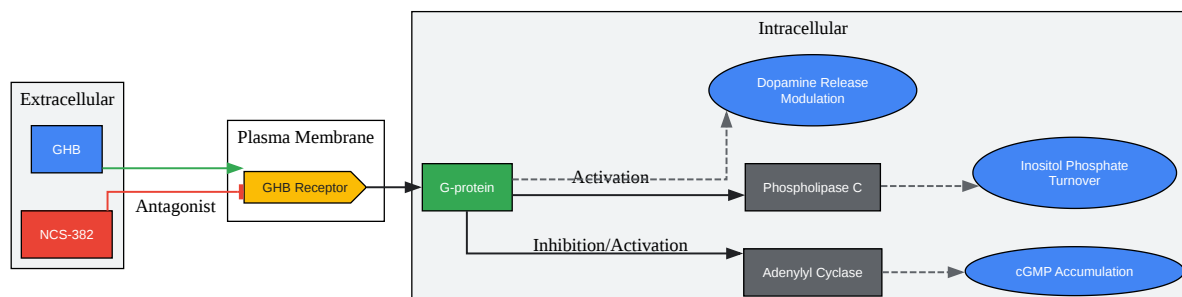 Extracellular
GHB
NCS-382
Antagonist
Plasma Membrane
GHB Receptor
Intracellular
G-protein
Activation
Inhibition/Activation
Dopamine Release
Modulation
Phospholipase C
Adenylyl Cyclase
Inositol Phosphate
Turnover
cGMP Accumulation